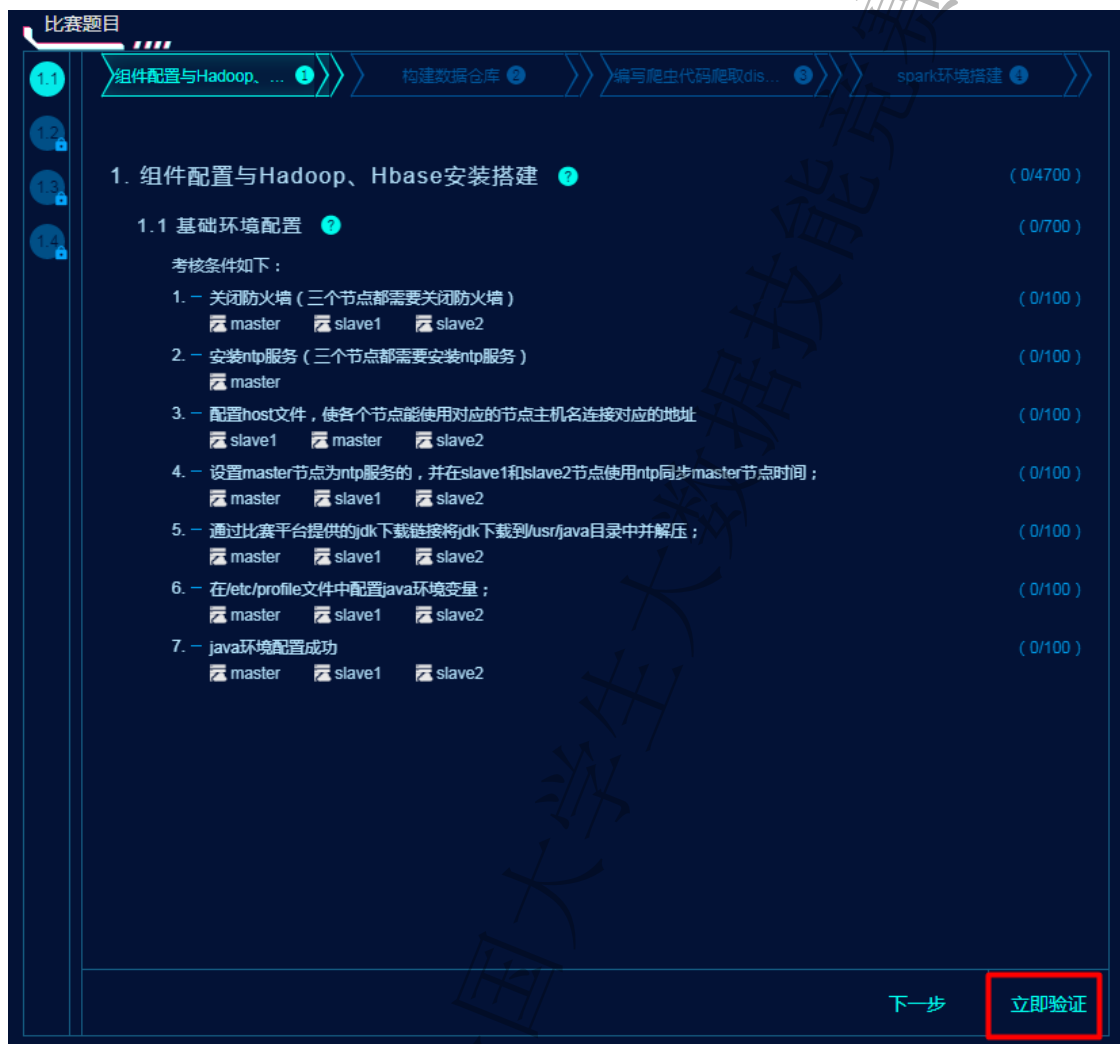 比赛题目
1.1 组件配置与Hadoop、... 1 构建数据仓库 2 编写爬虫代码爬取dis... 3 spark环境搭建 4
1.2
1.3
1.4
1. 组件配置与Hadoop、Hbase安装搭建 ? ( 0/4700 )
1.1 基础环境配置 ? ( 0/700 )
考核条件如下：
1. － 关闭防火墙（三个节点都需要关闭防火墙） ( 0/100 )
master slave1 slave2
2. － 安装ntp服务（三个节点都需要安装ntp服务） ( 0/100 )
master
3. － 配置host文件，使各个节点能使用对应的节点主机名连接对应的地址 ( 0/100 )
slave1 master slave2
4. － 设置master节点为ntp服务的，并在slave1和slave2节点使用ntp同步master节点时间； ( 0/100 )
master slave1 slave2
5. － 通过比赛平台提供的jdk下载链接将jdk下载到/usr/java目录中并解压； ( 0/100 )
master slave1 slave2
6. － 在/etc/profile文件中配置java环境变量； ( 0/100 )
master slave1 slave2
7. － java环境配置成功 ( 0/100 )
master slave1 slave2
下一步 立即验证
国大学生大数据技能竞赛